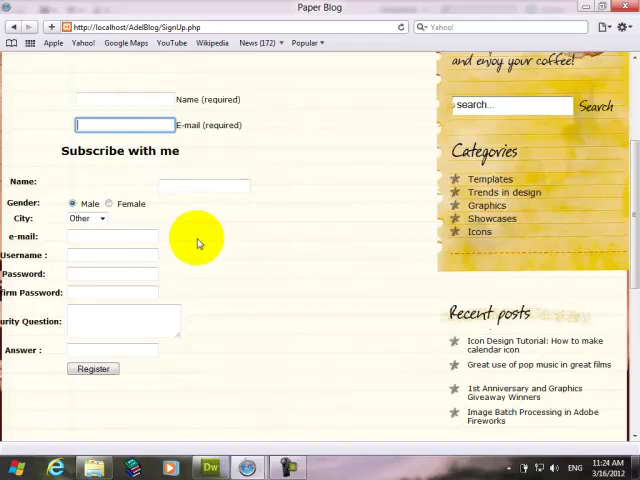 Paper Blog
http://localhost/AdelBlog/SignUp.php
Yahoo!
Apple Yahoo! Google Maps YouTube Wikipedia News (172) Popular
and enjoy your coffee!
Name (required)
search... Search
E-mail (required)
Subscribe with me
Categories
Name:
Templates
Trends in design
Gender: Male Female
Graphics
City: Other
Showcases
e-mail:
Icons
Username :
Password:
firm Password:
Recent posts
urity Question:
Icon Design Tutorial: How to make
calendar icon
Answer :
Great use of pop music in great films
Register
1st Anniversary and Graphics
Giveaway Winners
Image Batch Processing in Adobe
Fireworks
Dw
ENG
11:24 AM
3/16/2012